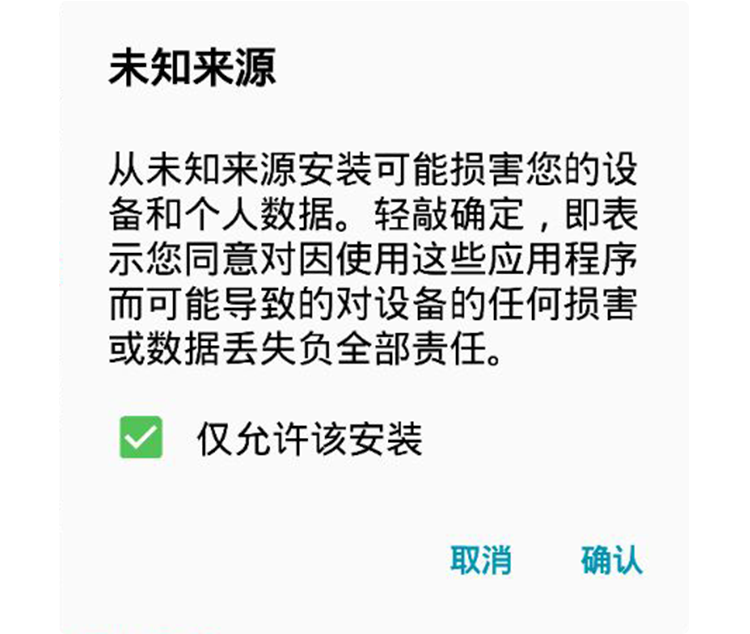 未知来源
从未知来源安装可能损害您的设
备和个人数据。轻敲确定，即表
示您同意对因使用这些应用程序
而可能导致的对设备的任何损害
或数据丢失负全部责任。
仅允许该安装
取消 确认